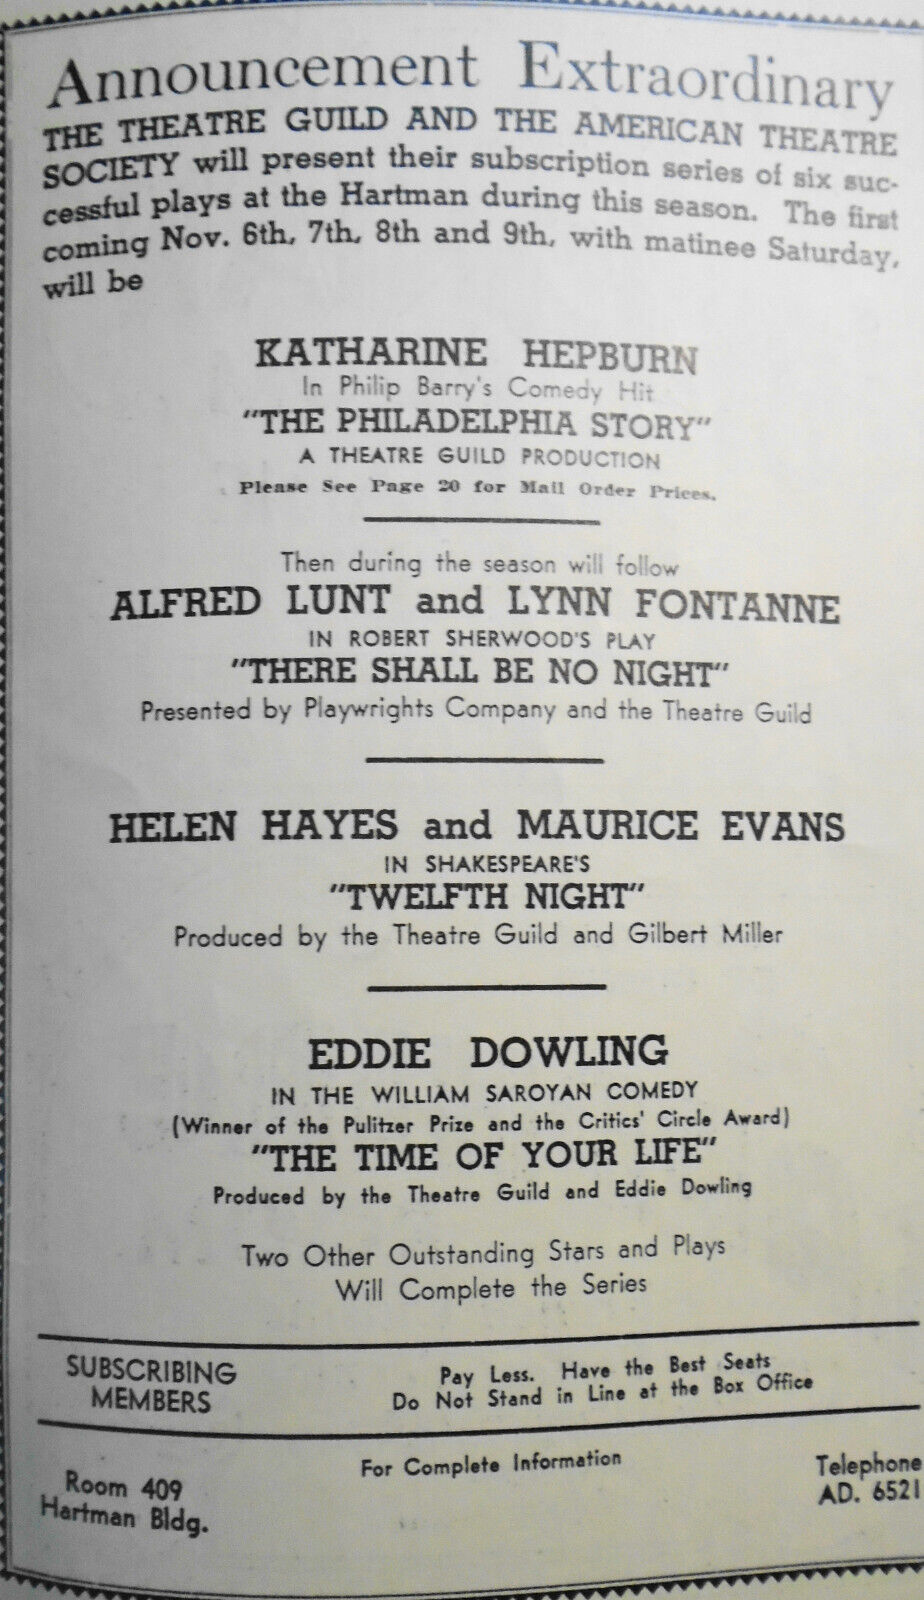 Announcement Extraordinary
THE THEATRE GUILD AND THE AMERICAN THEATRE
SOCIETY will present their subscription series of six suc-
cessful plays at the Hartman during this season. The first
coming Nov. 6th, 7th, 8th and 9th, with matinee Saturday,
will be
KATHARINE HEPBURN
In Philip Barry's Comedy Hit
"THE PHILADELPHIA STORY"
A THEATRE GUILD PRODUCTION
Please See Page 20 for Mail Order Prices.
Then during the season will follow
ALFRED LUNT and LYNN FONTANNE
IN ROBERT SHERWOOD'S PLAY
"THERE SHALL BE NO NIGHT"
Presented by Playwrights Company and the Theatre Guild
HELEN HAYES and MAURICE EVANS
IN SHAKESPEARE'S
"TWELFTH NIGHT"
Produced by the Theatre Guild and Gilbert Miller
EDDIE DOWLING
IN THE WILLIAM SAROYAN COMEDY
(Winner of the Pulitzer Prize and the Critics' Circle Award)
"THE TIME OF YOUR LIFE"
Produced by the Theatre Guild and Eddie Dowling
Two Other Outstanding Stars and Plays
Will Complete the Series
SUBSCRIBING
MEMBERS
Pay Less. Have the Best Seats
Do Not Stand in Line at the Box Office
Room 409
Hartman Bldg.
For Complete Information
Telephone
AD. 6521